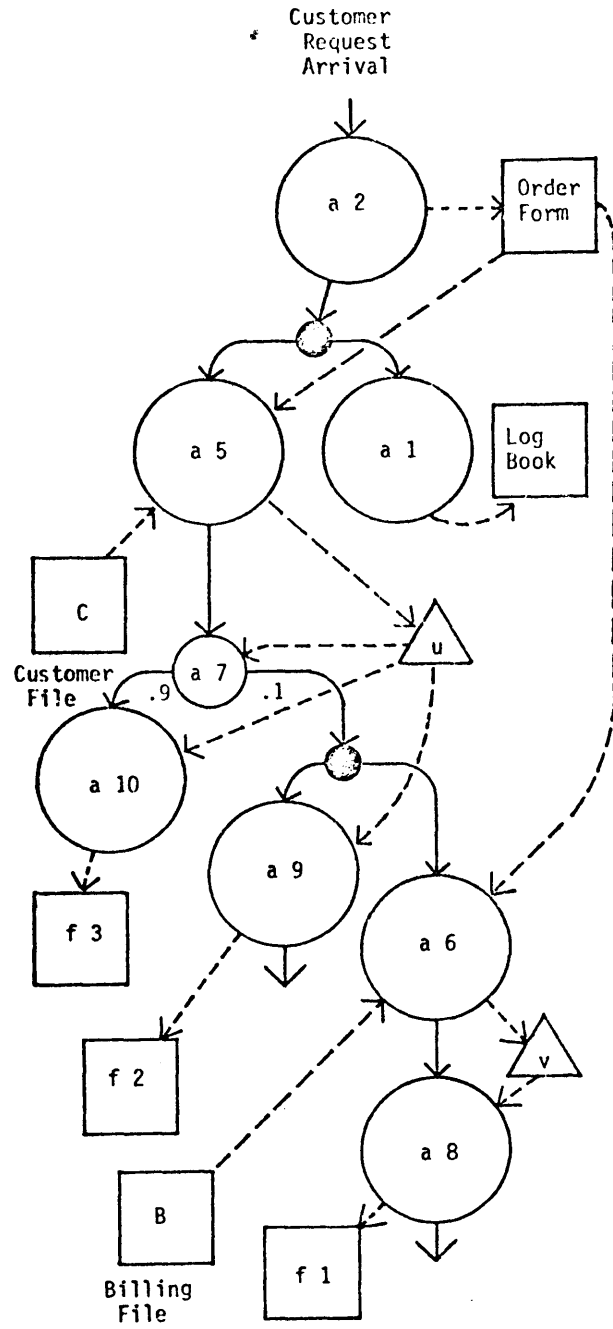 Customer
Request
Arrival
a 2
Order
Form
a 5
a 1
Log
Book
C
Customer
File
a 7
.9
.1
u
a 10
a 9
f 3
a 6
f 2
v
a 8
B
f 1
Billing
File